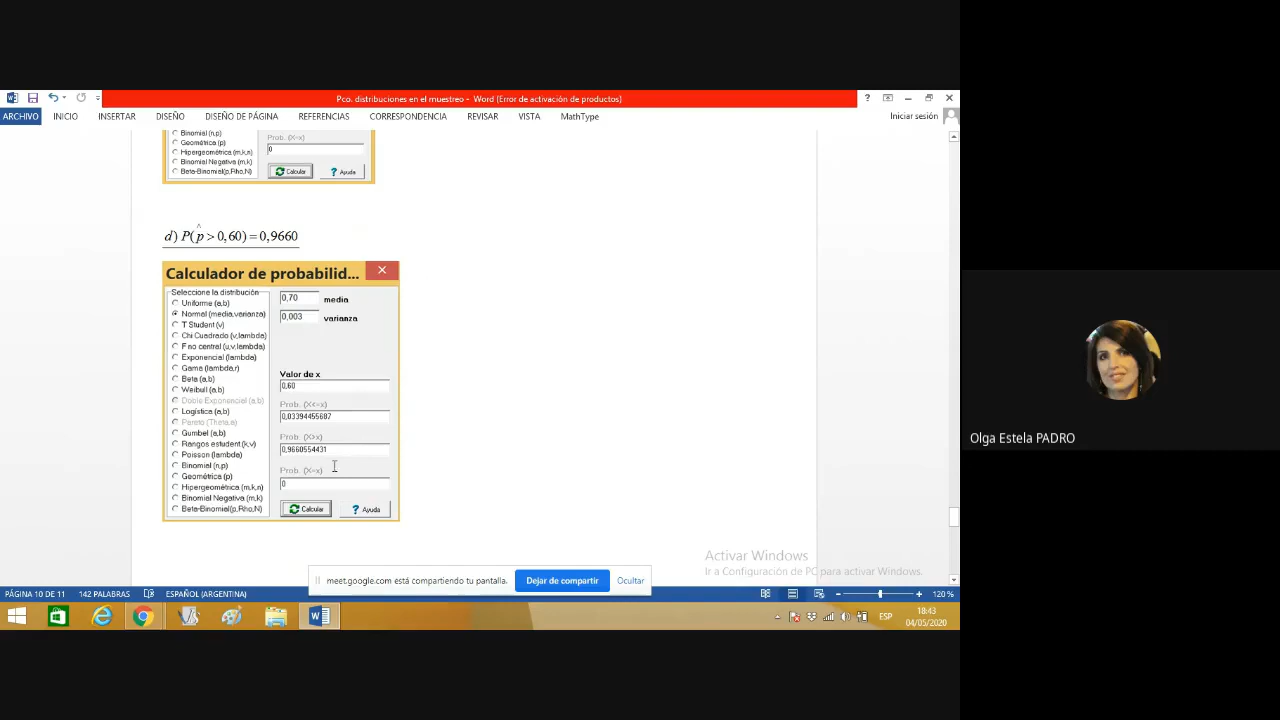 Pco. distribuciones en el muestreo - Word (Error de activación de productos)
ARCHIVO INICIO INSERTAR DISEÑO DISEÑO DE PÁGINA REFERENCIAS CORRESPONDENCIA REVISAR VISTA MathType Iniciar sesión
Binomial (n,p)
Geométrica (p)
Hipergeométrica (m,k,n)
Binomial Negativa (m,k)
Beta-Binomial(p,Rho,N)
Prob. (X=x)
0
Calcular
? Ayuda
d) P(p̂ > 0,60) = 0,9660
Calculador de probabilid...
Seleccione la distribución
Uniforme (a,b)
Normal (media,varianza)
T Student (v)
Chi Cuadrado (v,lambda)
F no central (u,v,lambda)
Exponencial (lambda)
Gama (lambda,r)
Beta (a,b)
Weibull (a,b)
Doble Exponencial (a,b)
Logística (a,b)
Pareto (Theta,a)
Gumbel (a,b)
Rangos estudent.(k,v)
Poisson (lambda)
Binomial (n,p)
Geométrica (p)
Hipergeométrica (m,k,n)
Binomial Negativa (m,k)
Beta-Binomial(p,Rho,N)
0,70 media
0,003 varianza
Valor de x
0,60
Prob. (X<=x)
0,03394455687
Prob. (X>x)
0,9660554431
Prob. (X=x)
0
Calcular
? Ayuda
Olga Estela PADRO
Activar Windows
Ir a Configuración de PC para activar Windows.
meet.google.com está compartiendo tu pantalla. Dejar de compartir Ocultar
PÁGINA 10 DE 11 142 PALABRAS ESPAÑOL (ARGENTINA) 120 %
ESP
18:43
04/05/2020